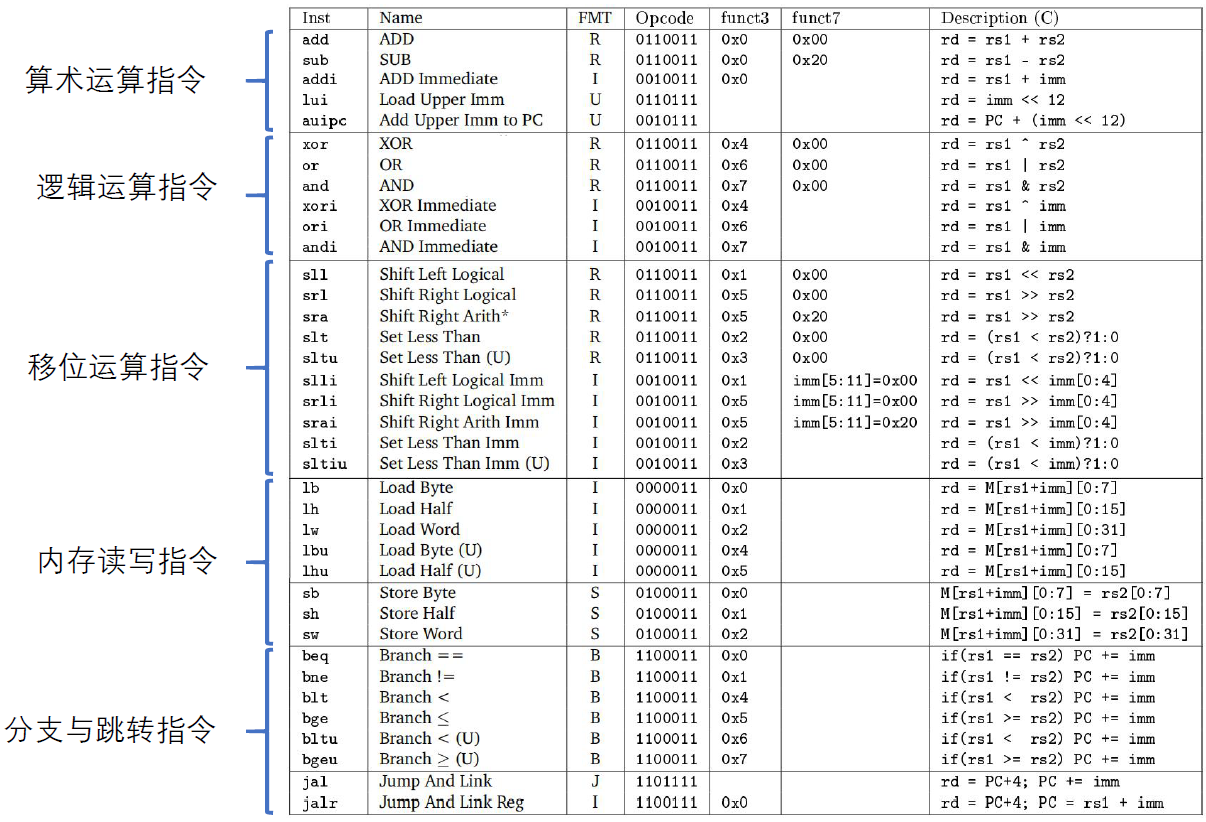 Inst Name FMT Opcode funct3 funct7 Description (C)
算术运算指令
add ADD R 0110011 0x0 0x00 rd = rs1 + rs2
sub SUB R 0110011 0x0 0x20 rd = rs1 - rs2
addi ADD Immediate I 0010011 0x0 rd = rs1 + imm
lui Load Upper Imm U 0110111 rd = imm << 12
auipc Add Upper Imm to PC U 0010111 rd = PC + (imm << 12)
逻辑运算指令
xor XOR R 0110011 0x4 0x00 rd = rs1 ^ rs2
or OR R 0110011 0x6 0x00 rd = rs1 | rs2
and AND R 0110011 0x7 0x00 rd = rs1 & rs2
xori XOR Immediate I 0010011 0x4 rd = rs1 ^ imm
ori OR Immediate I 0010011 0x6 rd = rs1 | imm
andi AND Immediate I 0010011 0x7 rd = rs1 & imm
移位运算指令
sll Shift Left Logical R 0110011 0x1 0x00 rd = rs1 << rs2
srl Shift Right Logical R 0110011 0x5 0x00 rd = rs1 >> rs2
sra Shift Right Arith* R 0110011 0x5 0x20 rd = rs1 >> rs2
slt Set Less Than R 0110011 0x2 0x00 rd = (rs1 < rs2)?1:0
sltu Set Less Than (U) R 0110011 0x3 0x00 rd = (rs1 < rs2)?1:0
slli Shift Left Logical Imm I 0010011 0x1 imm[5:11]=0x00 rd = rs1 << imm[0:4]
srli Shift Right Logical Imm I 0010011 0x5 imm[5:11]=0x00 rd = rs1 >> imm[0:4]
srai Shift Right Arith Imm I 0010011 0x5 imm[5:11]=0x20 rd = rs1 >> imm[0:4]
slti Set Less Than Imm I 0010011 0x2 rd = (rs1 < imm)?1:0
sltiu Set Less Than Imm (U) I 0010011 0x3 rd = (rs1 < imm)?1:0
内存读写指令
lb Load Byte I 0000011 0x0 rd = M[rs1+imm][0:7]
lh Load Half I 0000011 0x1 rd = M[rs1+imm][0:15]
lw Load Word I 0000011 0x2 rd = M[rs1+imm][0:31]
lbu Load Byte (U) I 0000011 0x4 rd = M[rs1+imm][0:7]
lhu Load Half (U) I 0000011 0x5 rd = M[rs1+imm][0:15]
sb Store Byte S 0100011 0x0 M[rs1+imm][0:7] = rs2[0:7]
sh Store Half S 0100011 0x1 M[rs1+imm][0:15] = rs2[0:15]
sw Store Word S 0100011 0x2 M[rs1+imm][0:31] = rs2[0:31]
分支与跳转指令
beq Branch == B 1100011 0x0 if(rs1 == rs2) PC += imm
bne Branch != B 1100011 0x1 if(rs1 != rs2) PC += imm
blt Branch < B 1100011 0x4 if(rs1 < rs2) PC += imm
bge Branch ≤ B 1100011 0x5 if(rs1 >= rs2) PC += imm
bltu Branch < (U) B 1100011 0x6 if(rs1 < rs2) PC += imm
bgeu Branch ≥ (U) B 1100011 0x7 if(rs1 >= rs2) PC += imm
jal Jump And Link J 1101111 rd = PC+4; PC += imm
jalr Jump And Link Reg I 1100111 0x0 rd = PC+4; PC = rs1 + imm